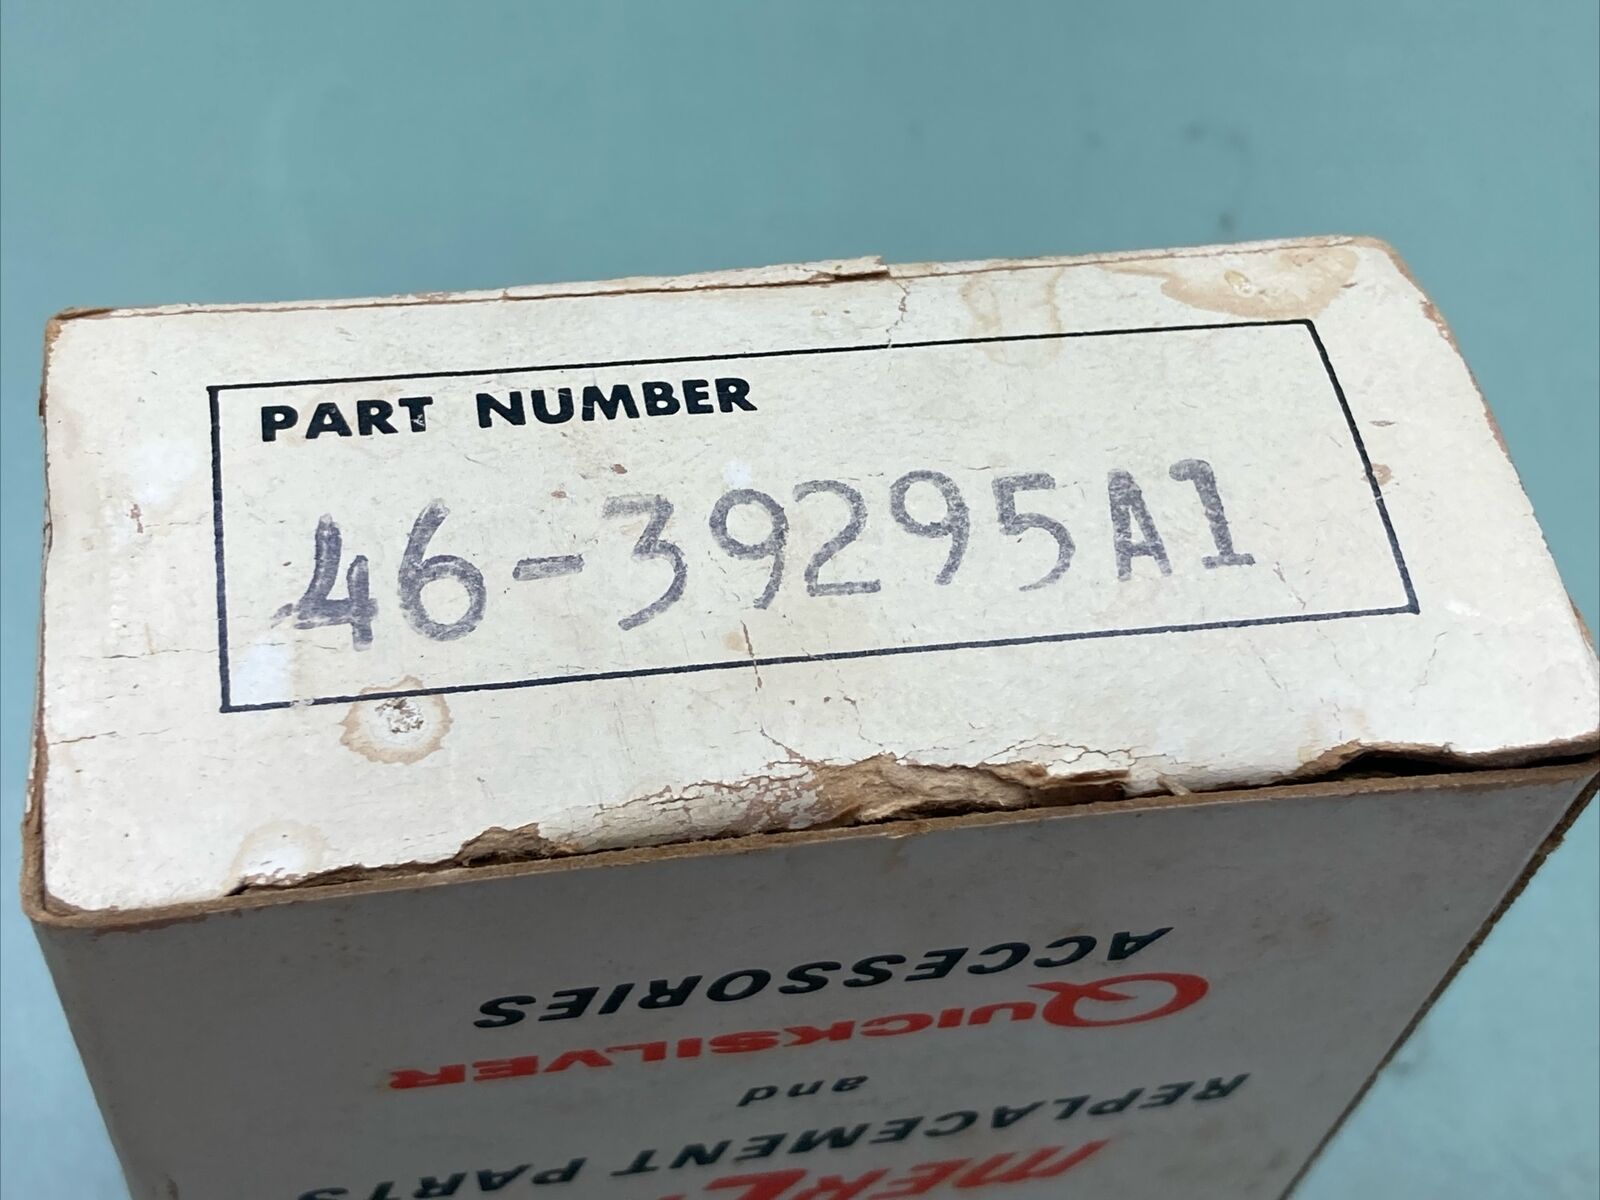 PART NUMBER
46-39295A1
REPLACEMENT PARTS
and
QUICKSILVER
ACCESSORIES